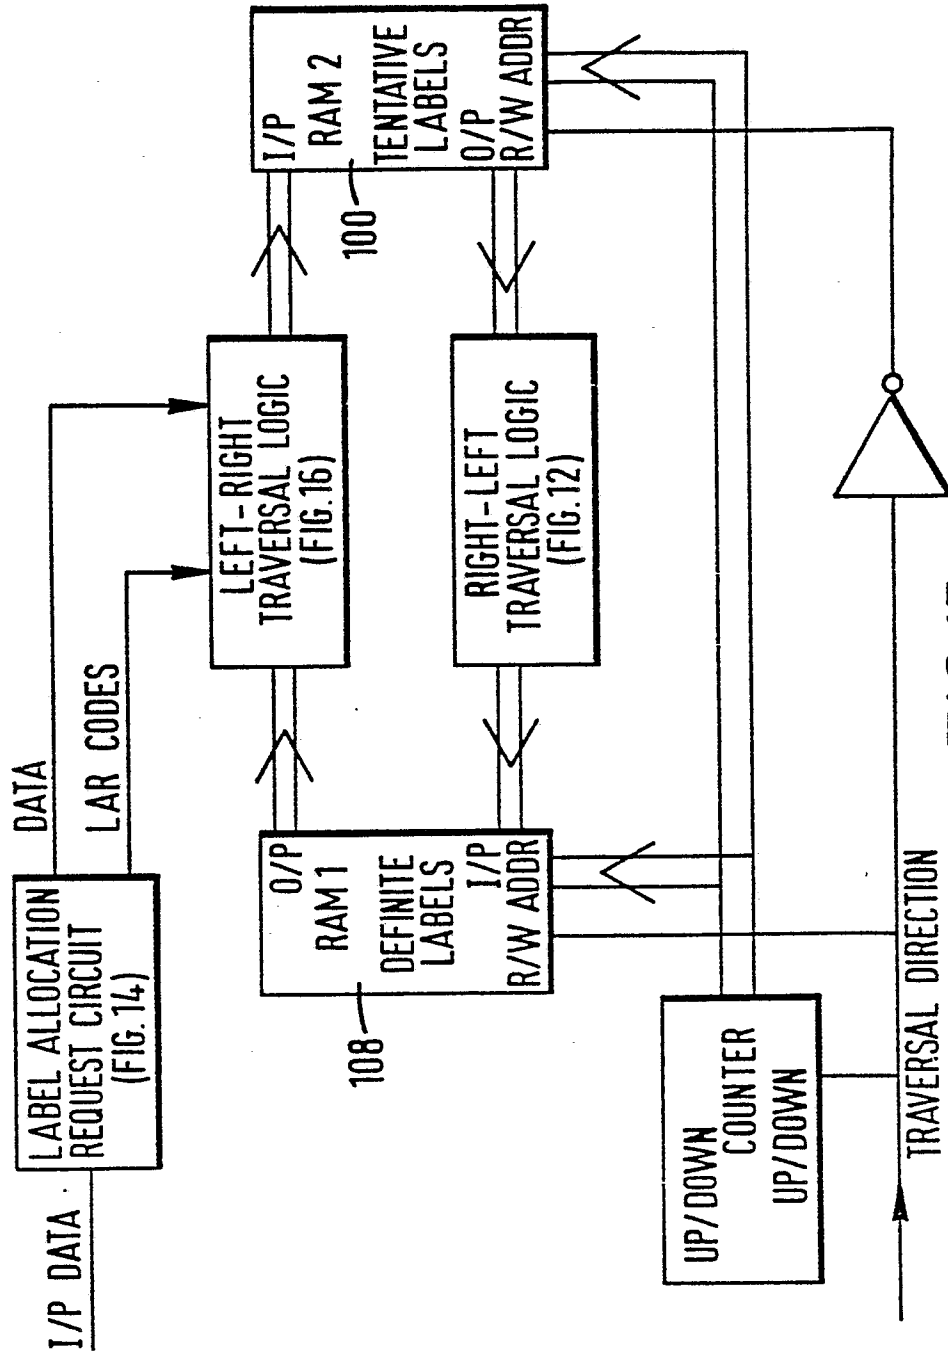 I/P DATA
LABEL ALLOCATION
REQUEST CIRCUIT
(FIG.14)
DATA
LAR CODES
LEFT-RIGHT
TRAVERSAL LOGIC
(FIG.16)
O/P
RAM 1
DEFINITE
LABELS
I/P
R/W ADDR
108
I/P
RAM 2
TENTATIVE
LABELS
O/P
R/W ADDR
100
RIGHT-LEFT
TRAVERSAL LOGIC
(FIG.12)
UP/DOWN
COUNTER
UP/DOWN
TRAVERSAL DIRECTION